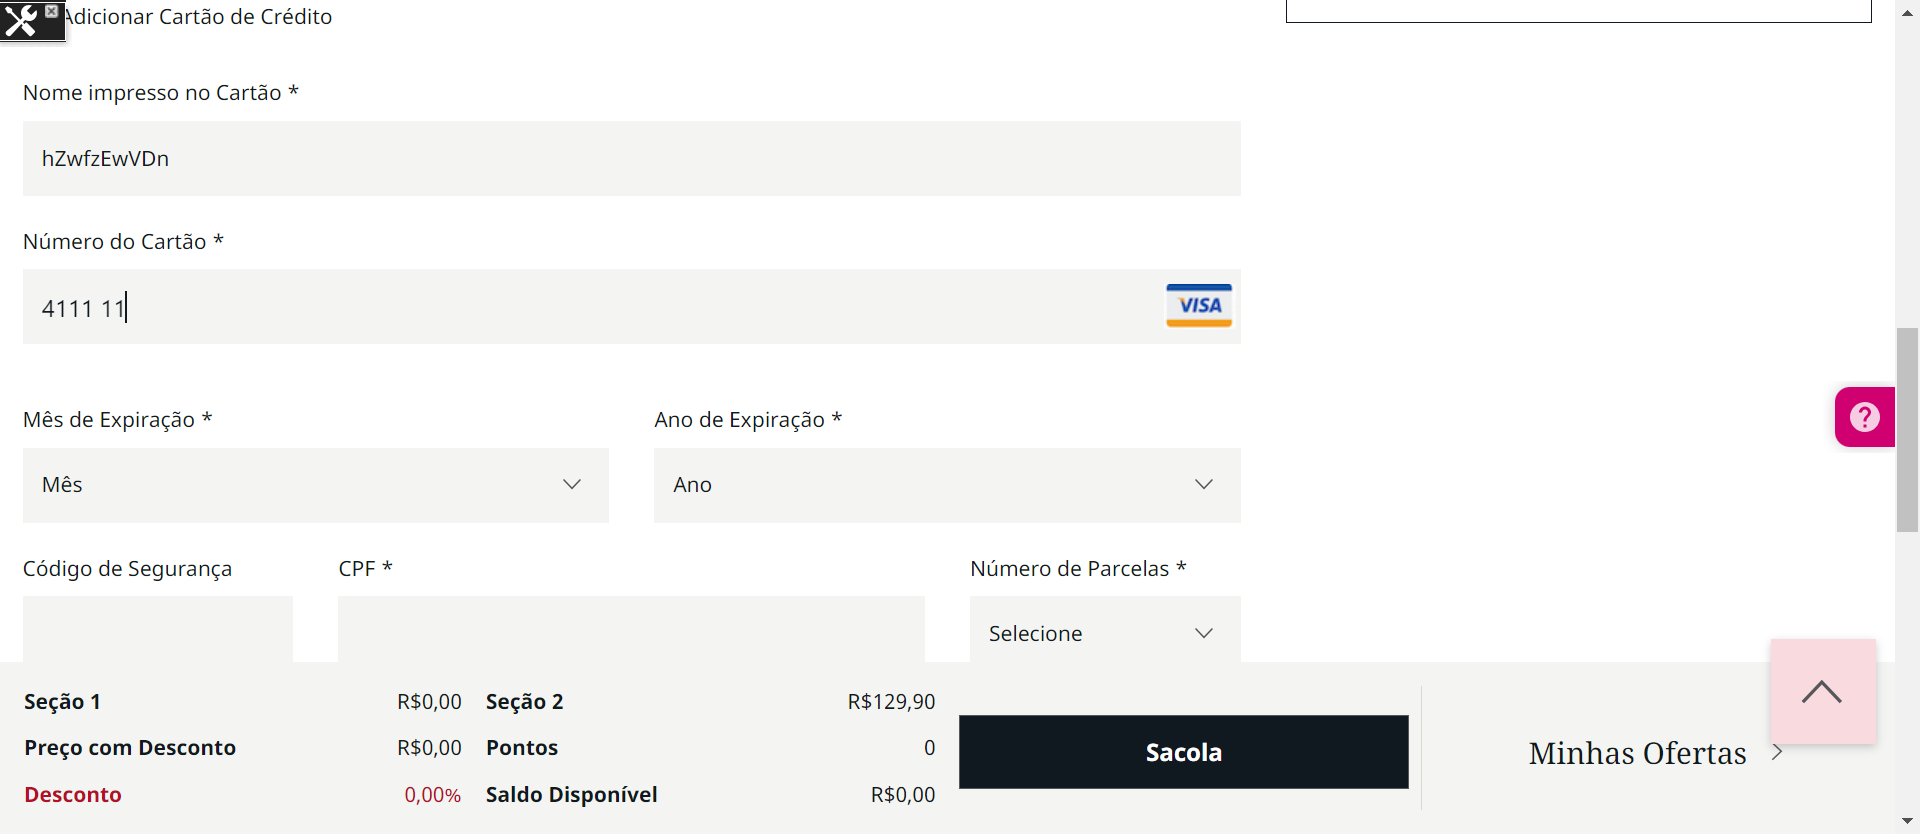 Adicionar Cartão de Crédito
Nome impresso no Cartão *
hZwfzEwVDn
Número do Cartão *
4111 11
VISA
Mês de Expiração *
Ano de Expiração *
Mês
Ano
?
Código de Segurança
CPF *
Número de Parcelas *
Selecione
Seção 1 R$0,00
Seção 2 R$129,90
Preço com Desconto R$0,00
Pontos 0
Desconto 0,00%
Saldo Disponível R$0,00
Sacola
Minhas Ofertas